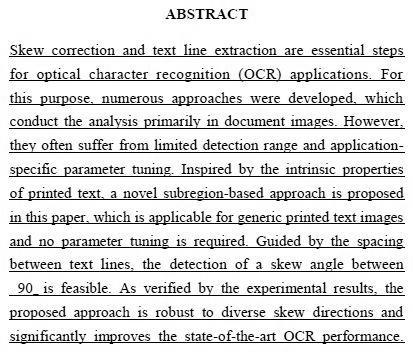 ABSTRACT
Skew correction and text line extraction are essential steps
for optical character recognition (OCR) applications. For
this purpose, numerous approaches were developed, which
conduct the analysis primarily in document images. However,
they often suffer from limited detection range and application-
specific parameter tuning. Inspired by the intrinsic properties
of printed text, a novel subregion-based approach is proposed
in this paper, which is applicable for generic printed text images
and no parameter tuning is required. Guided by the spacing
between text lines, the detection of a skew angle between
_90_ is feasible. As verified by the experimental results, the
proposed approach is robust to diverse skew directions and
significantly improves the state-of-the-art OCR performance.